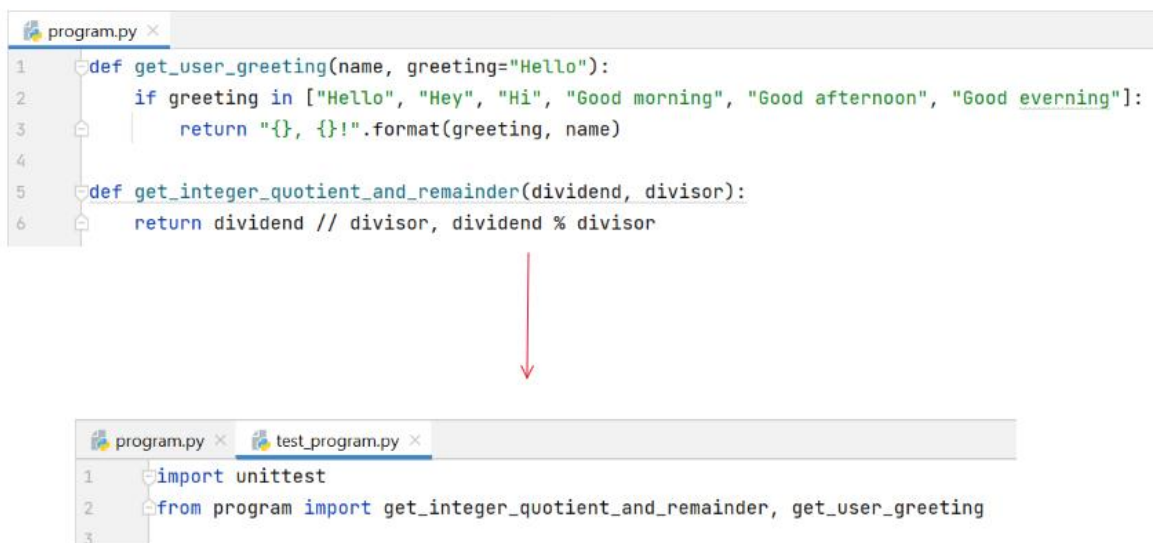 program.py
1 def get_user_greeting(name, greeting="Hello"):
2 if greeting in ["Hello", "Hey", "Hi", "Good morning", "Good afternoon", "Good everning"]:
3 return "{}, {}!".format(greeting, name)
4
5 def get_integer_quotient_and_remainder(dividend, divisor):
6 return dividend // divisor, dividend % divisor
program.py test_program.py
1 import unittest
2 from program import get_integer_quotient_and_remainder, get_user_greeting
3